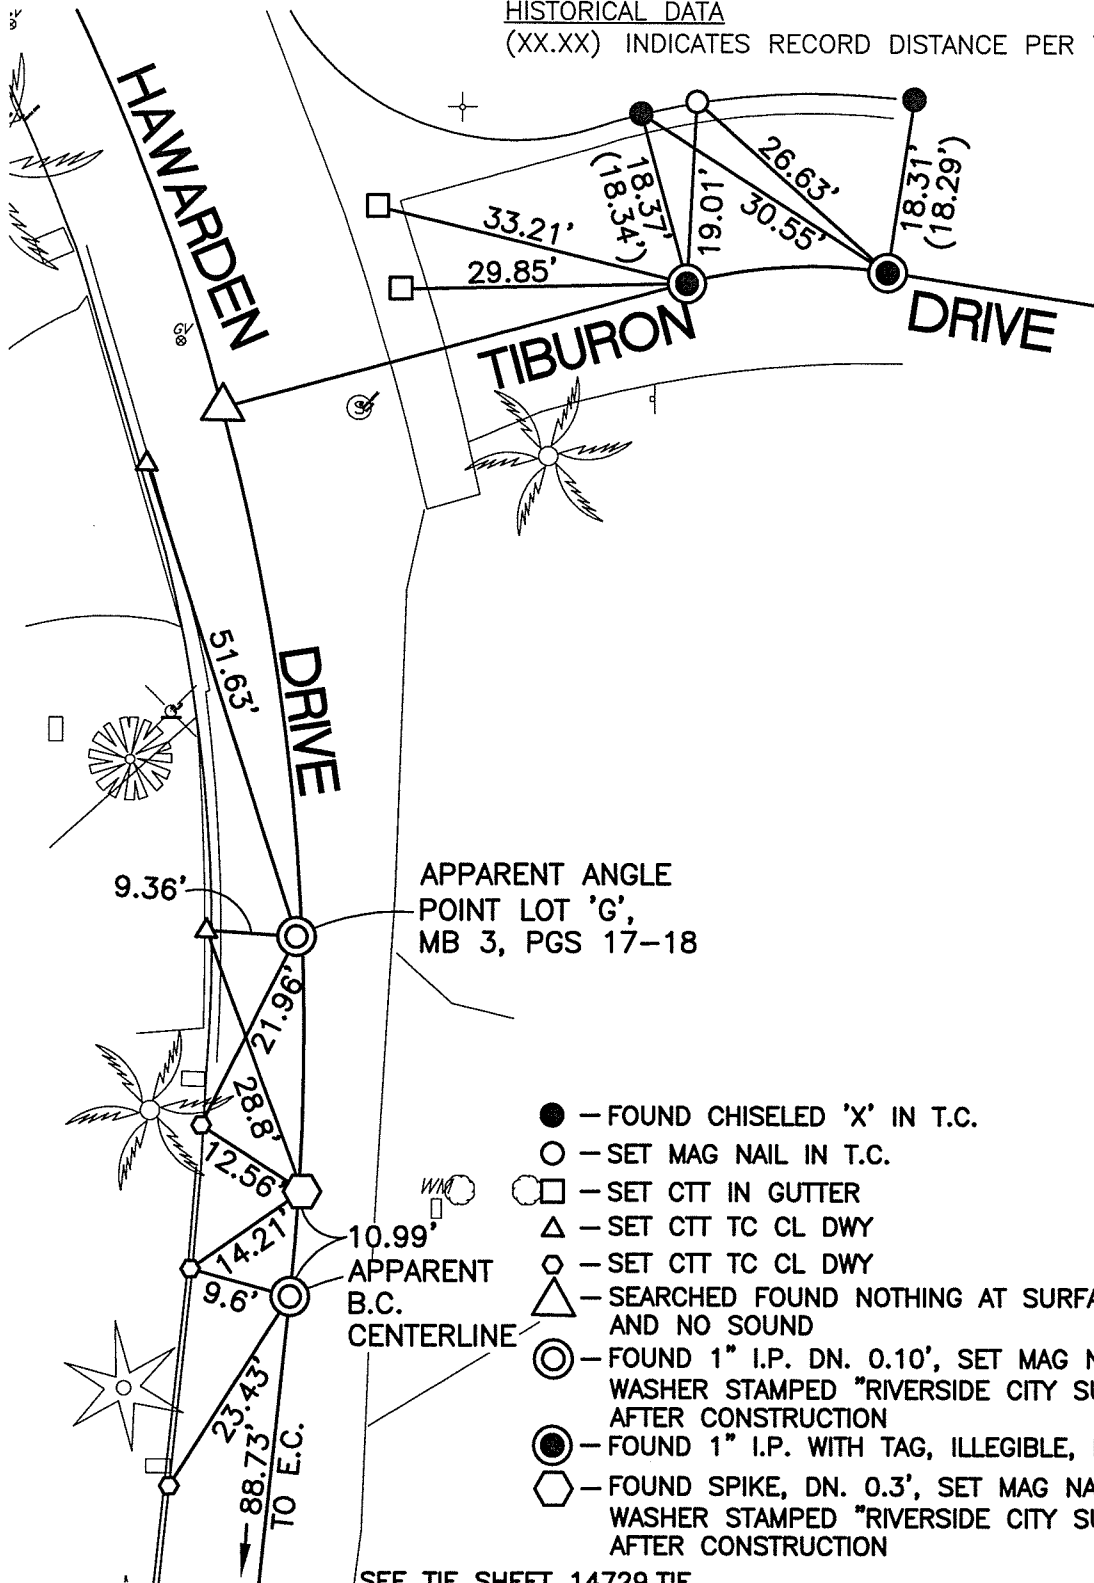 HISTORICAL DATA
(XX.XX) INDICATES RECORD DISTANCE PER
HAWARDEN
18.37'
(18.34')
19.01'
26.63'
30.55'
18.31'
(18.29')
33.21'
29.85'
TIBURON
DRIVE
GV
51.63'
DRIVE
9.36'
APPARENT ANGLE
POINT LOT 'G',
MB 3, PGS 17-18
21.96'
28.8'
12.56'
WM
14.21'
10.99'
9.6'
APPARENT
B.C.
CENTERLINE
23.43'
88.73'
TO E.C.
– FOUND CHISELED 'X' IN T.C.
– SET MAG NAIL IN T.C.
– SET CTT IN GUTTER
– SET CTT TC CL DWY
– SET CTT TC CL DWY
– SEARCHED FOUND NOTHING AT
AND NO SOUND
– FOUND 1" I.P. DN. 0.10', SET MAG
WASHER STAMPED "RIVERSIDE CITY
AFTER CONSTRUCTION
– FOUND 1" I.P. WITH TAG, ILLEGIBLE,
– FOUND SPIKE, DN. 0.3', SET MAG
WASHER STAMPED "RIVERSIDE CITY
AFTER CONSTRUCTION
SEE TIE SHEET 14729.TIF